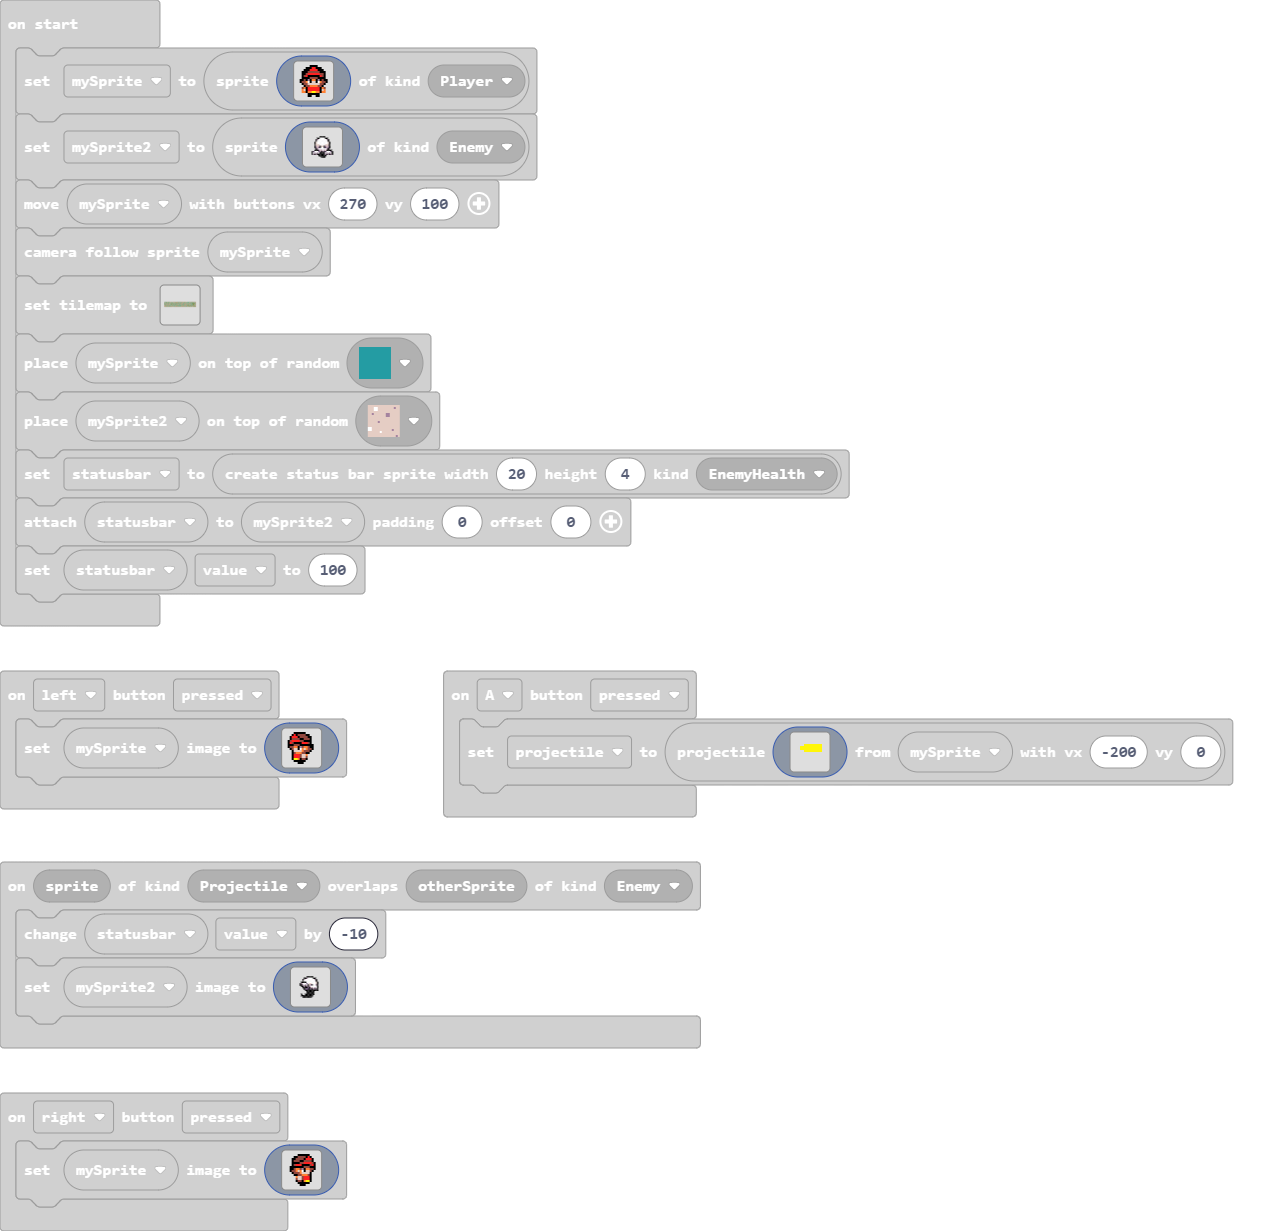 on start
set mySprite to sprite of kind Player
set mySprite2 to sprite of kind Enemy
move mySprite with buttons vx 270 vy 100
camera follow sprite mySprite
set tilemap to
place mySprite on top of random
place mySprite2 on top of random
set statusbar to create status bar sprite width 20 height 4 kind EnemyHealth
attach statusbar to mySprite2 padding 0 offset 0
set statusbar value to 100
on left button pressed
set mySprite image to
on A button pressed
set projectile to projectile from mySprite with vx -200 vy 0
on sprite of kind Projectile overlaps otherSprite of kind Enemy
change statusbar value by -10
set mySprite2 image to
on right button pressed
set mySprite image to